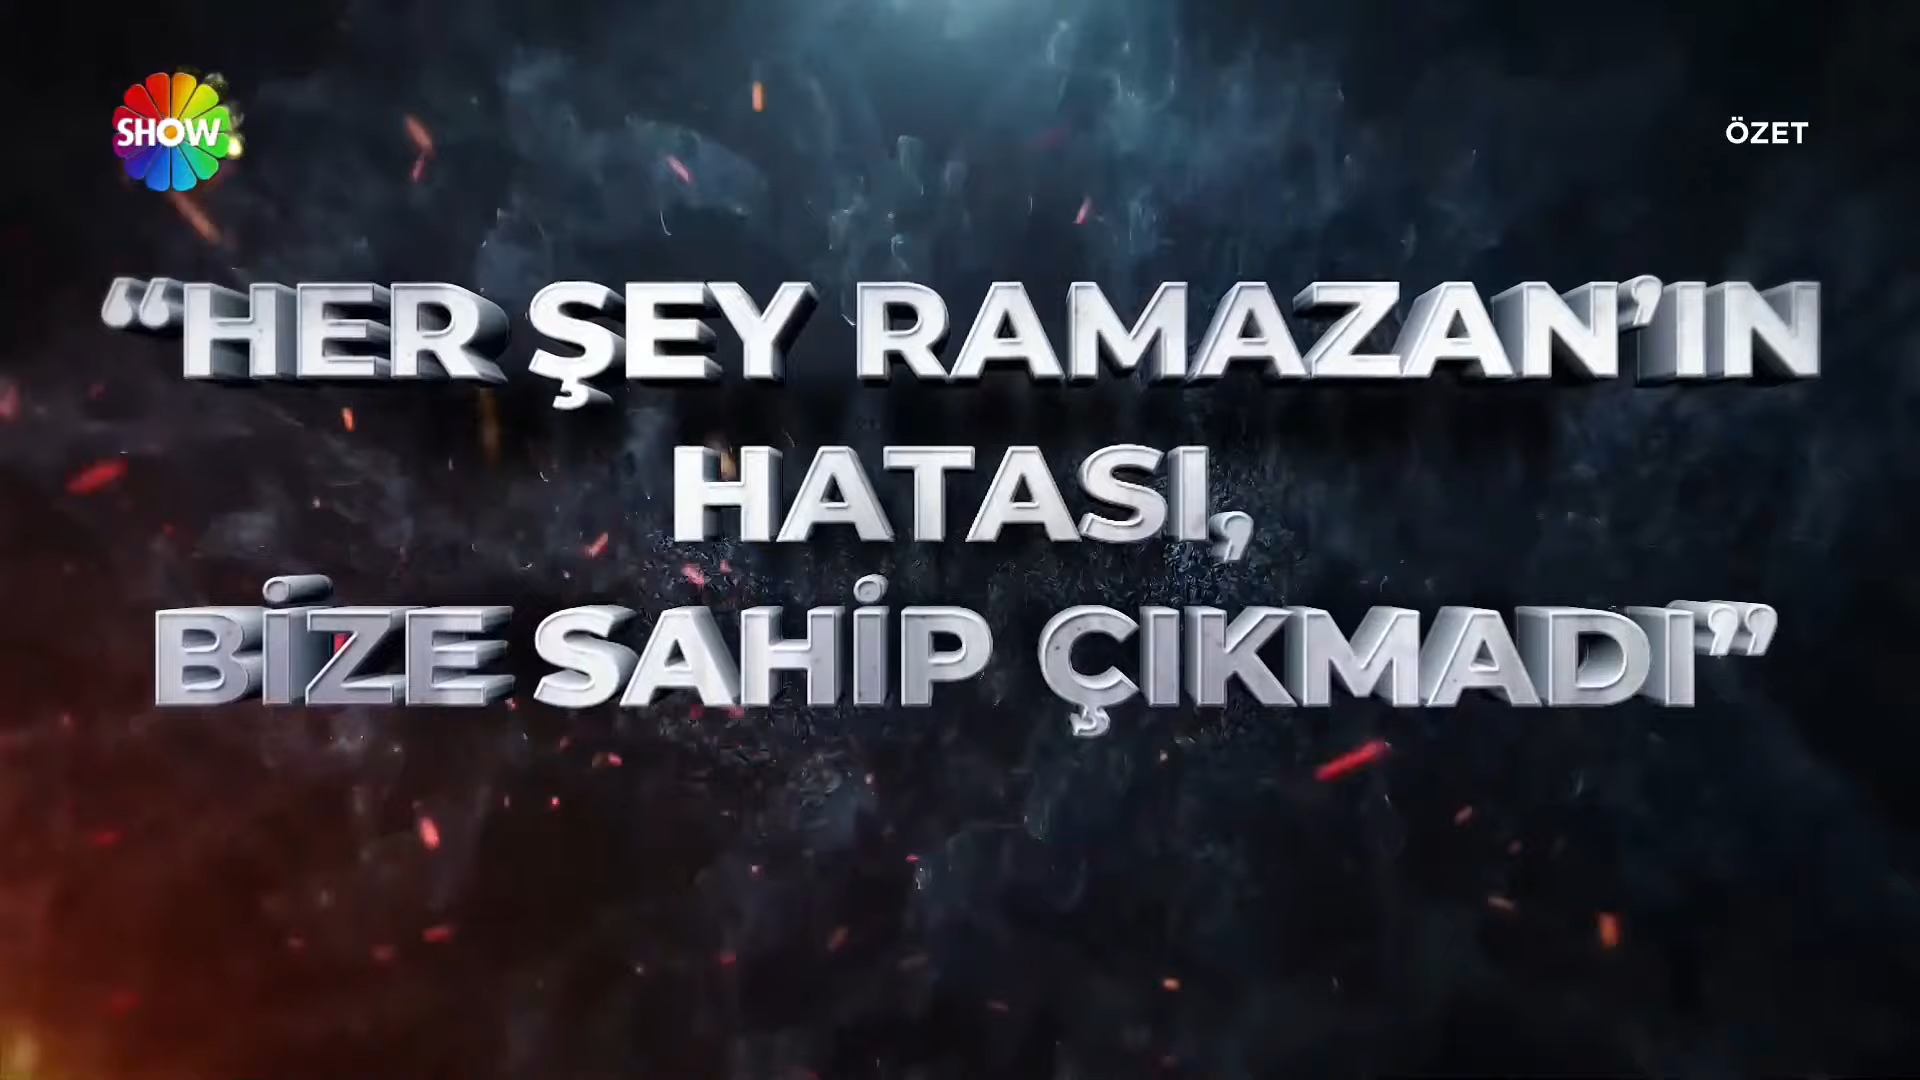 SHOW
ÖZET
“HER ŞEY RAMAZAN’IN
HATASI,
BİZE SAHİP ÇIKMADI”